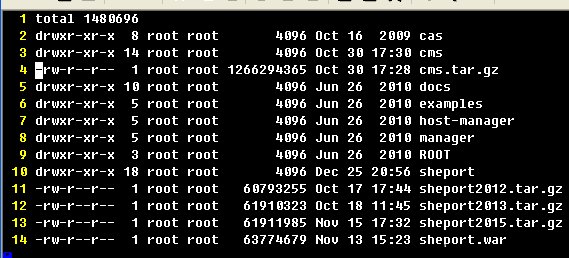 1 total 1480696
2 drwxr-xr-x 8 root root 4096 Oct 16 2009 cas
3 drwxr-xr-x 14 root root 4096 Oct 30 17:30 cms
4 -rw-r--r-- 1 root root 1266294365 Oct 30 17:28 cms.tar.gz
5 drwxr-xr-x 10 root root 4096 Jun 26 2010 docs
6 drwxr-xr-x 5 root root 4096 Jun 26 2010 examples
7 drwxr-xr-x 5 root root 4096 Jun 26 2010 host-manager
8 drwxr-xr-x 5 root root 4096 Jun 26 2010 manager
9 drwxr-xr-x 3 root root 4096 Jun 26 2010 ROOT
10 drwxr-xr-x 18 root root 4096 Dec 25 20:56 sheport
11 -rw-r--r-- 1 root root 60793255 Oct 17 17:44 sheport2012.tar.gz
12 -rw-r--r-- 1 root root 61910323 Oct 18 11:45 sheport2013.tar.gz
13 -rw-r--r-- 1 root root 61911985 Nov 15 17:32 sheport2015.tar.gz
14 -rw-r--r-- 1 root root 63774679 Nov 13 15:23 sheport.war